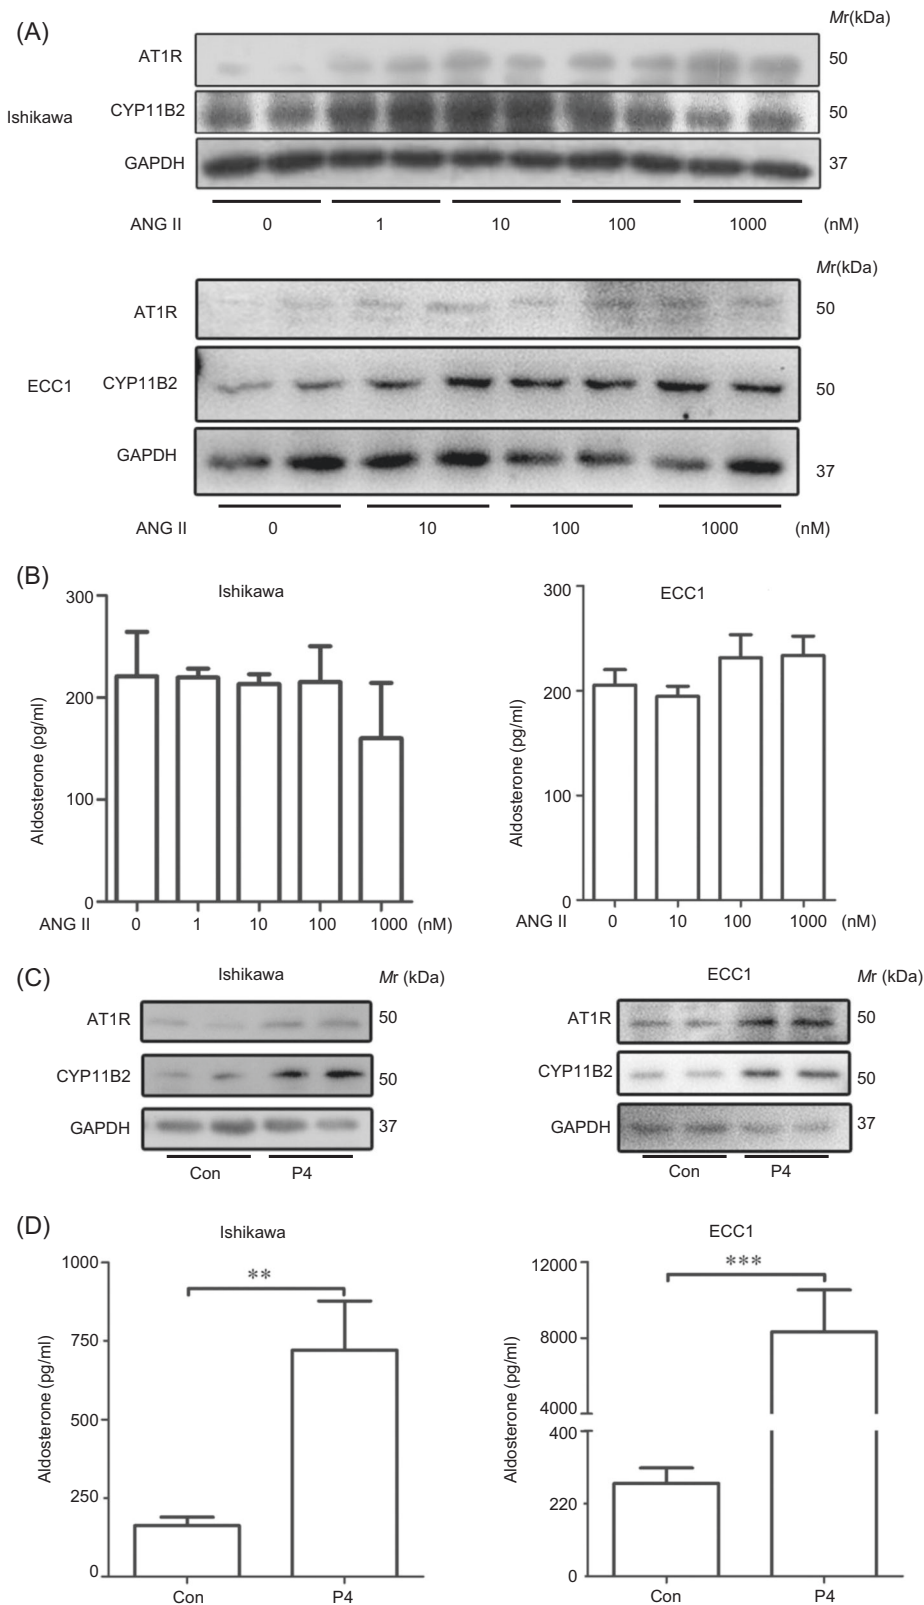 (A)
Mr(kDa)
AT1R 50
Ishikawa CYP11B2 50
GAPDH 37
ANG II 0 1 10 100 1000 (nM)
Mr(kDa)
AT1R 50
ECC1 CYP11B2 50
GAPDH 37
ANG II 0 10 100 1000 (nM)
(B)
Ishikawa
Aldosterone (pg/ml)
300
200
100
0
ANG II 0 1 10 100 1000 (nM)
ECC1
Aldosterone (pg/ml)
300
200
100
0
ANG II 0 10 100 1000 (nM)
(C)
Ishikawa Mr (kDa)
AT1R 50
CYP11B2 50
GAPDH 37
Con P4
ECC1 Mr (kDa)
AT1R 50
CYP11B2 50
GAPDH 37
Con P4
(D)
Ishikawa
Aldosterone (pg/ml)
1000
**
750
500
250
0
Con P4
ECC1
Aldosterone (pg/ml)
12000
***
8000
4000
400
220
0
Con P4